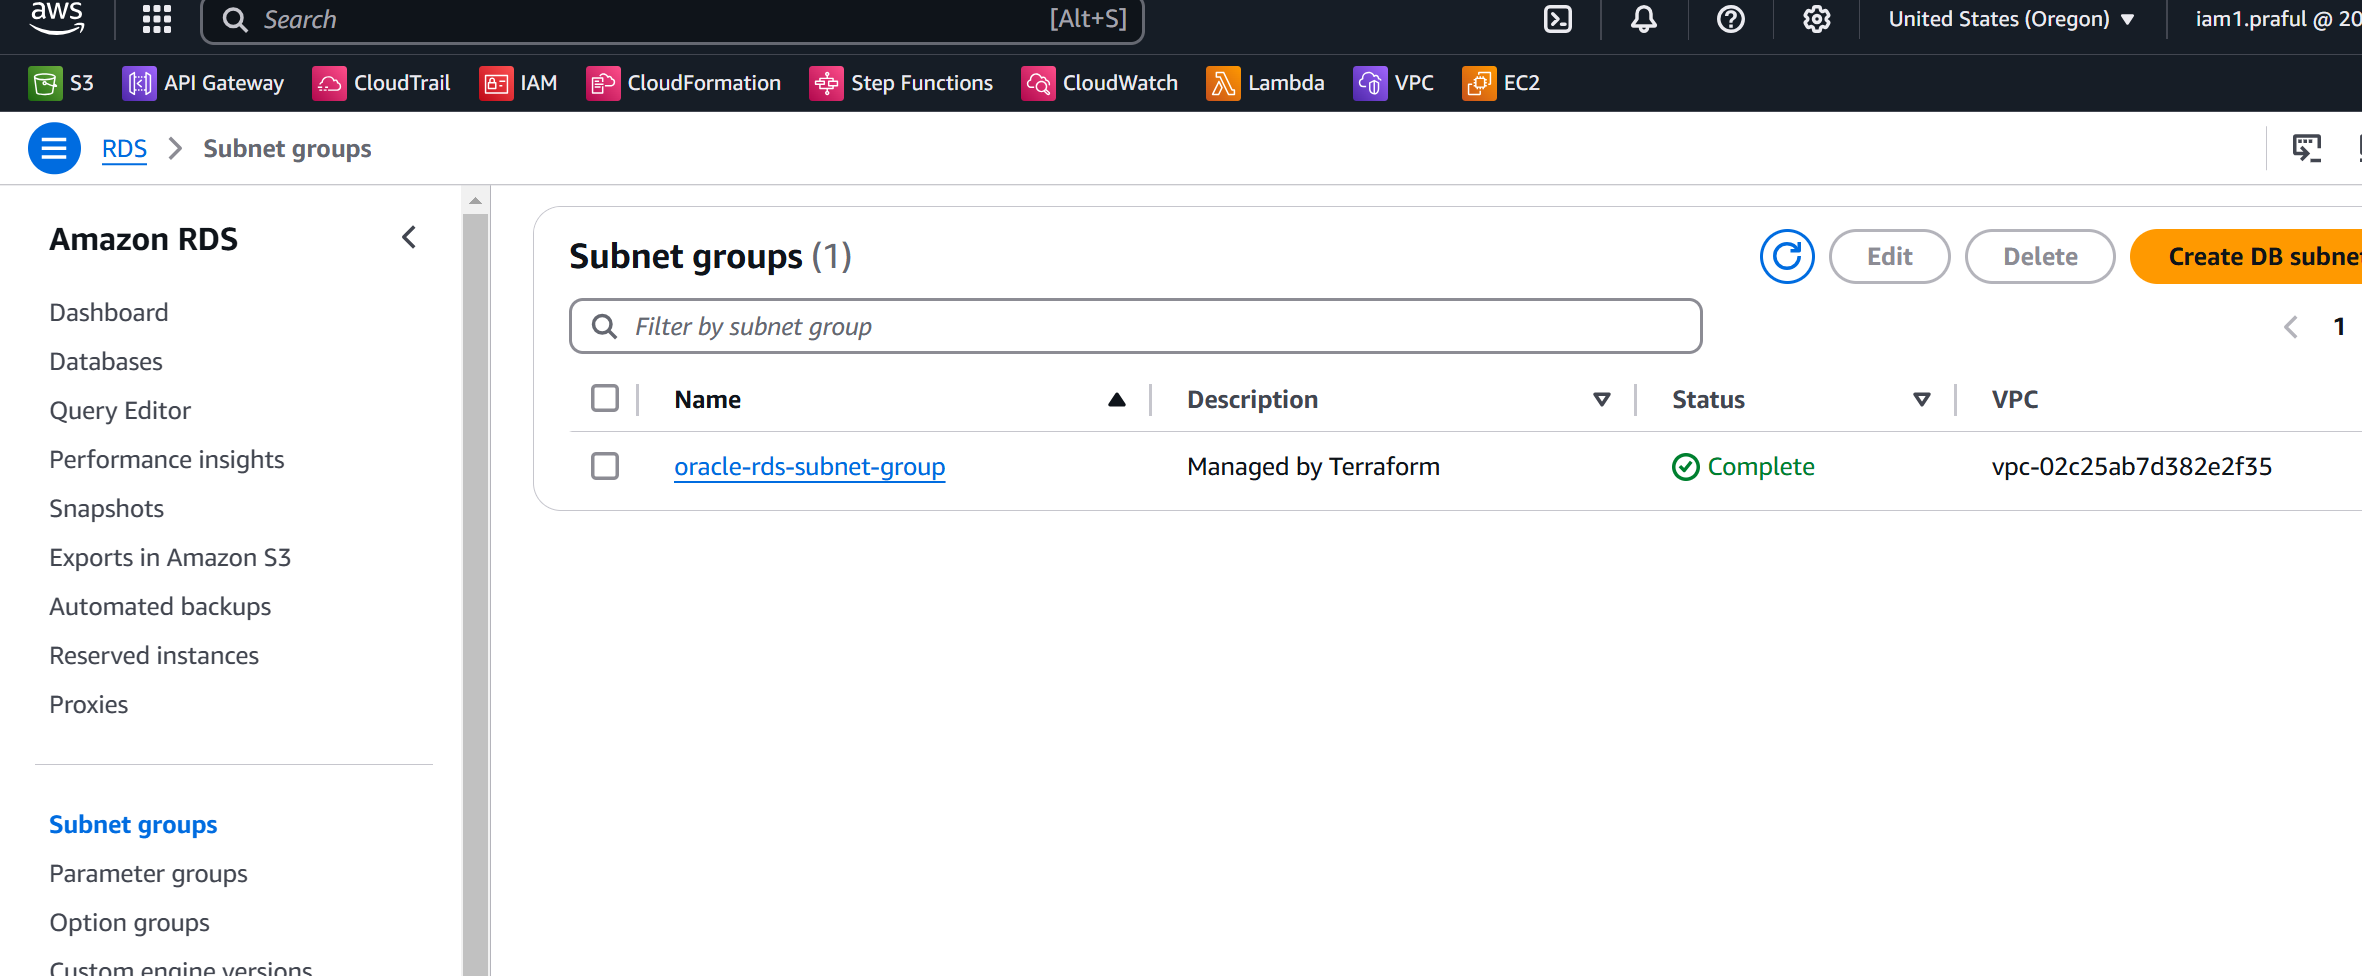 aws Search [Alt+S] United States (Oregon) iam1.praful @ 20
S3 API Gateway CloudTrail IAM CloudFormation Step Functions CloudWatch Lambda VPC EC2
RDS Subnet groups
Amazon RDS
Dashboard
Databases
Query Editor
Performance insights
Snapshots
Exports in Amazon S3
Automated backups
Reserved instances
Proxies
Subnet groups
Parameter groups
Option groups
Custom engine versions
Subnet groups (1)
Edit Delete Create DB subnet
Filter by subnet group
1
Name Description Status VPC
oracle-rds-subnet-group Managed by Terraform Complete vpc-02c25ab7d382e2f35